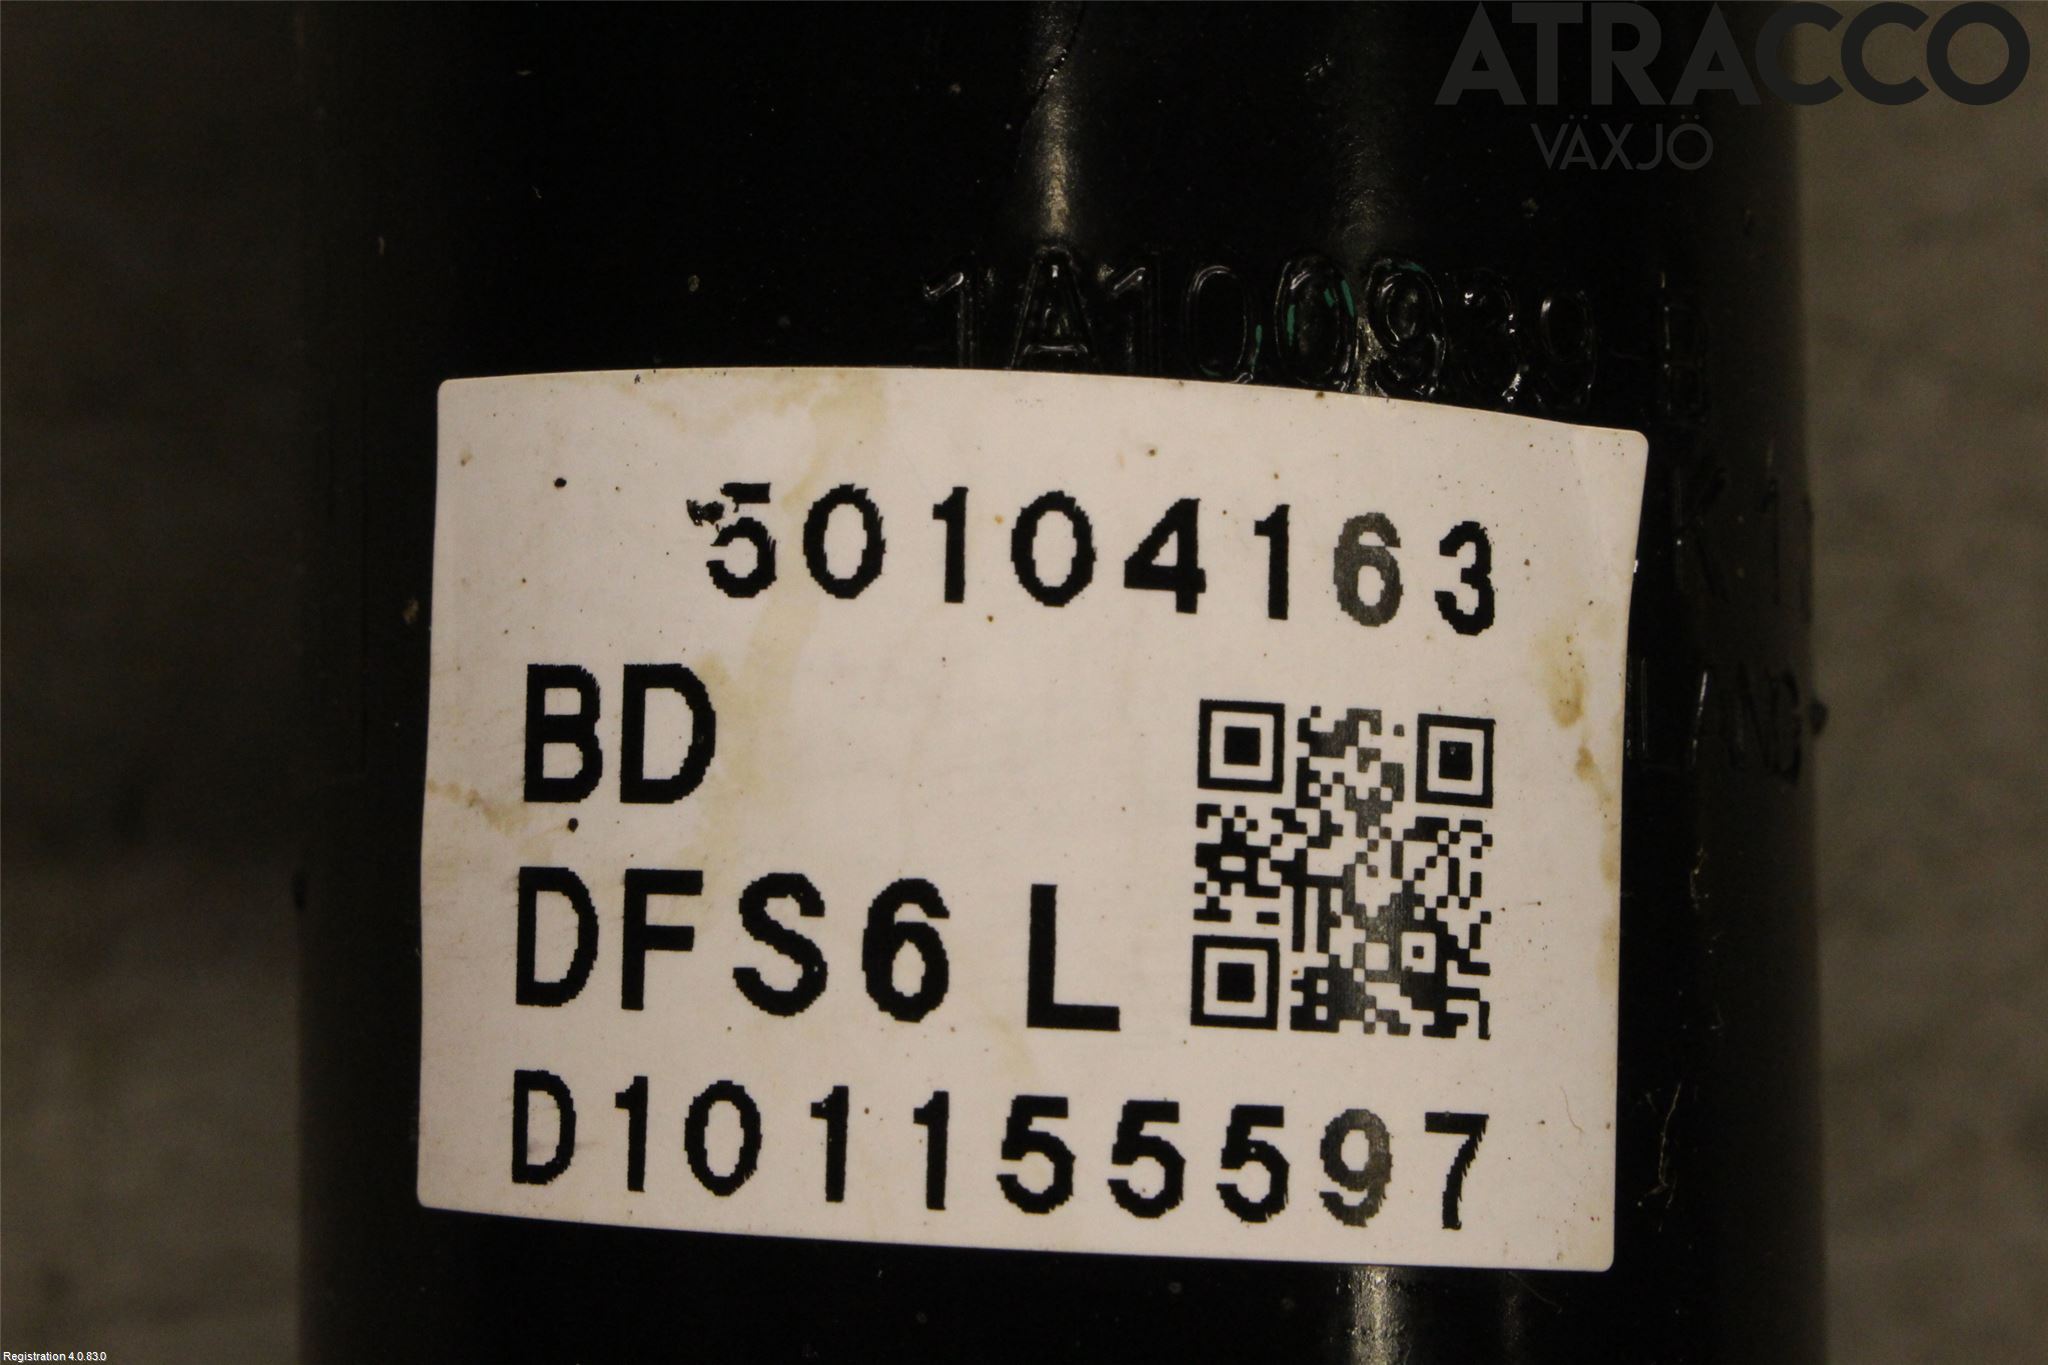 ATRACCO
VÄXJÖ
1A100939 B
50104163
BD
DFS6 L
D101155597
Registration 4.0.83.0